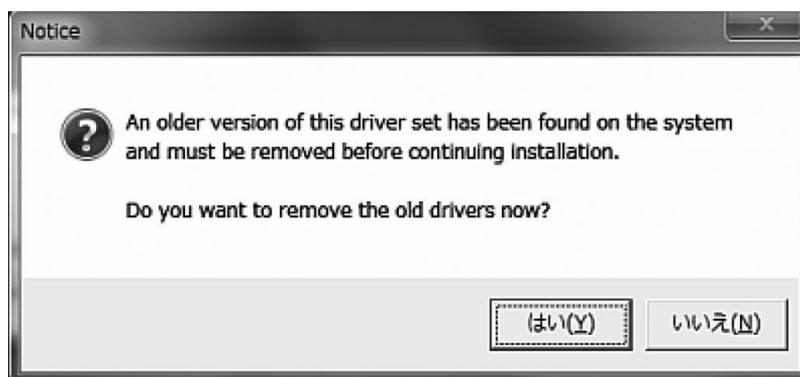 Notice
An older version of this driver set has been found on the system
and must be removed before continuing installation.
Do you want to remove the old drivers now?
はい(Y)
いいえ(N)